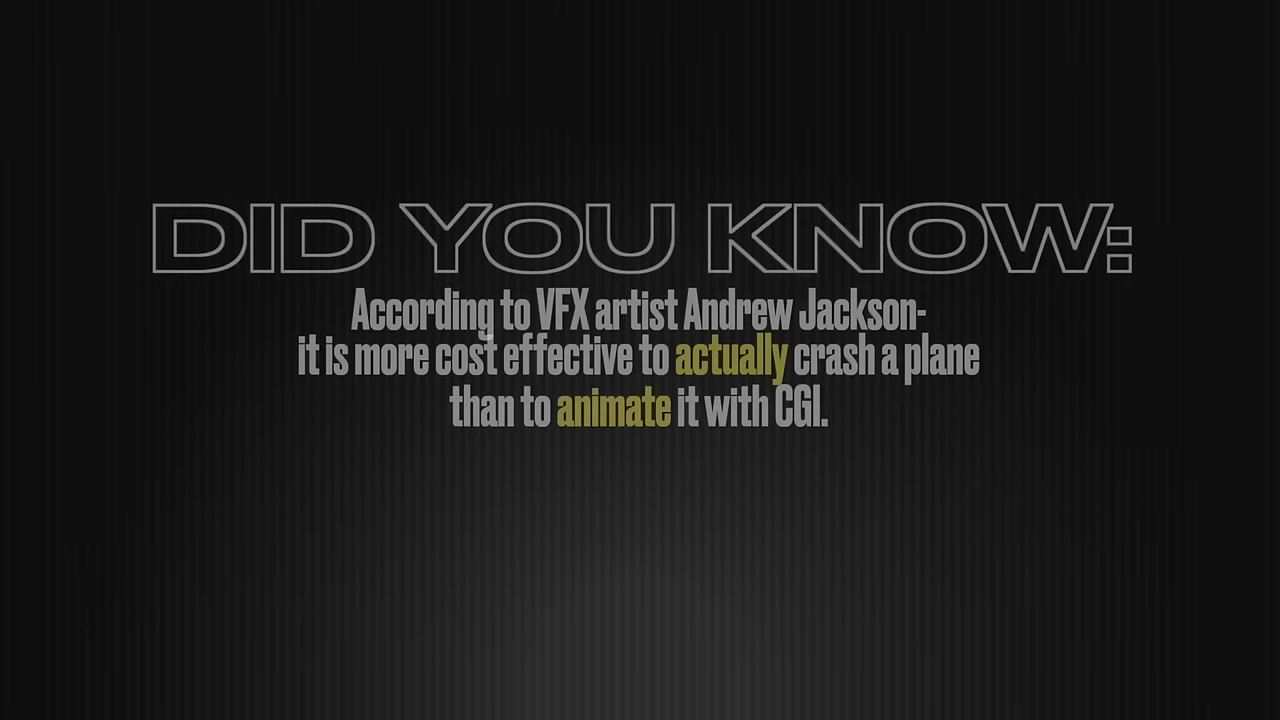 DID YOU KNOW:
According to VFX artist Andrew Jackson-
it is more cost effective to actually crash a plane
than to animate it with CGI.